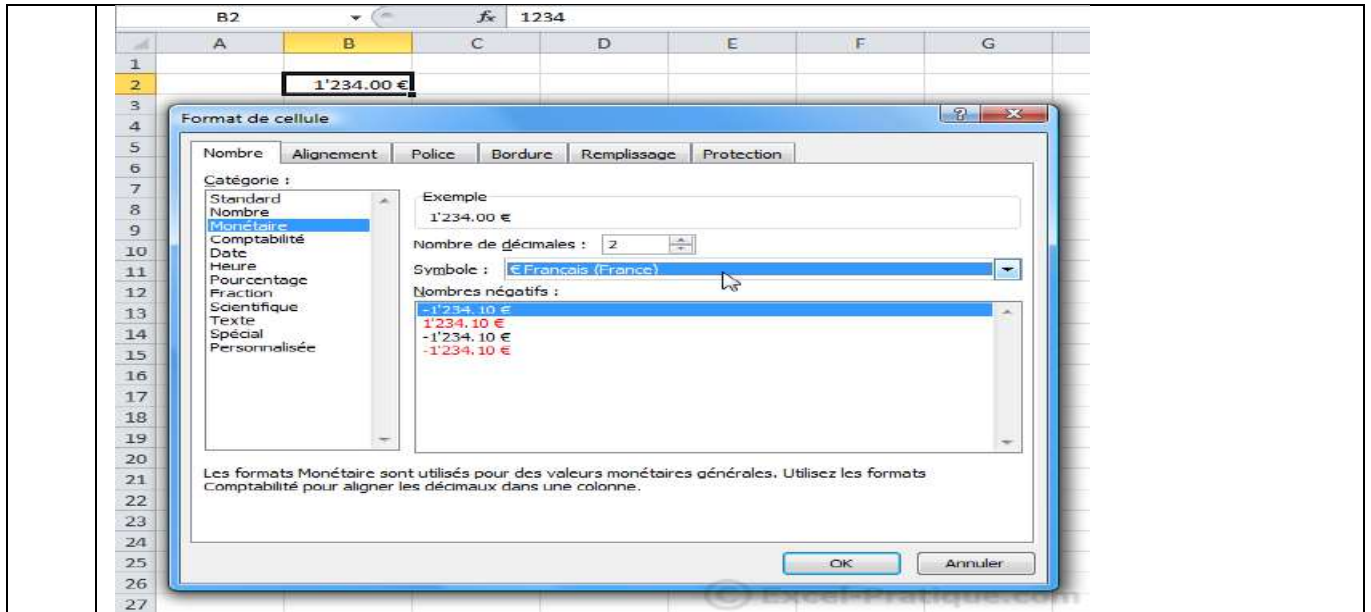 B2 fx 1234
A B C D E F G
1
2 1'234.00 €
3
4
5
6
7
8
9
10
11
12
13
14
15
16
17
18
19
20
21
22
23
24
25
26
27
Format de cellule
Nombre Alignement Police Bordure Remplissage Protection
Catégorie :
Standard
Nombre
Monétaire
Comptabilité
Date
Heure
Pourcentage
Fraction
Scientifique
Texte
Spécial
Personnalisée
Exemple
1'234.00 €
Nombre de décimales : 2
Symbole : € Français (France)
Nombres négatifs :
-1'234.10 €
1'234.10 €
-1'234.10 €
-1'234.10 €
Les formats Monétaire sont utilisés pour des valeurs monétaires générales. Utilisez les formats
Comptabilité pour aligner les décimaux dans une colonne.
OK Annuler
© Excel-Pratique.com